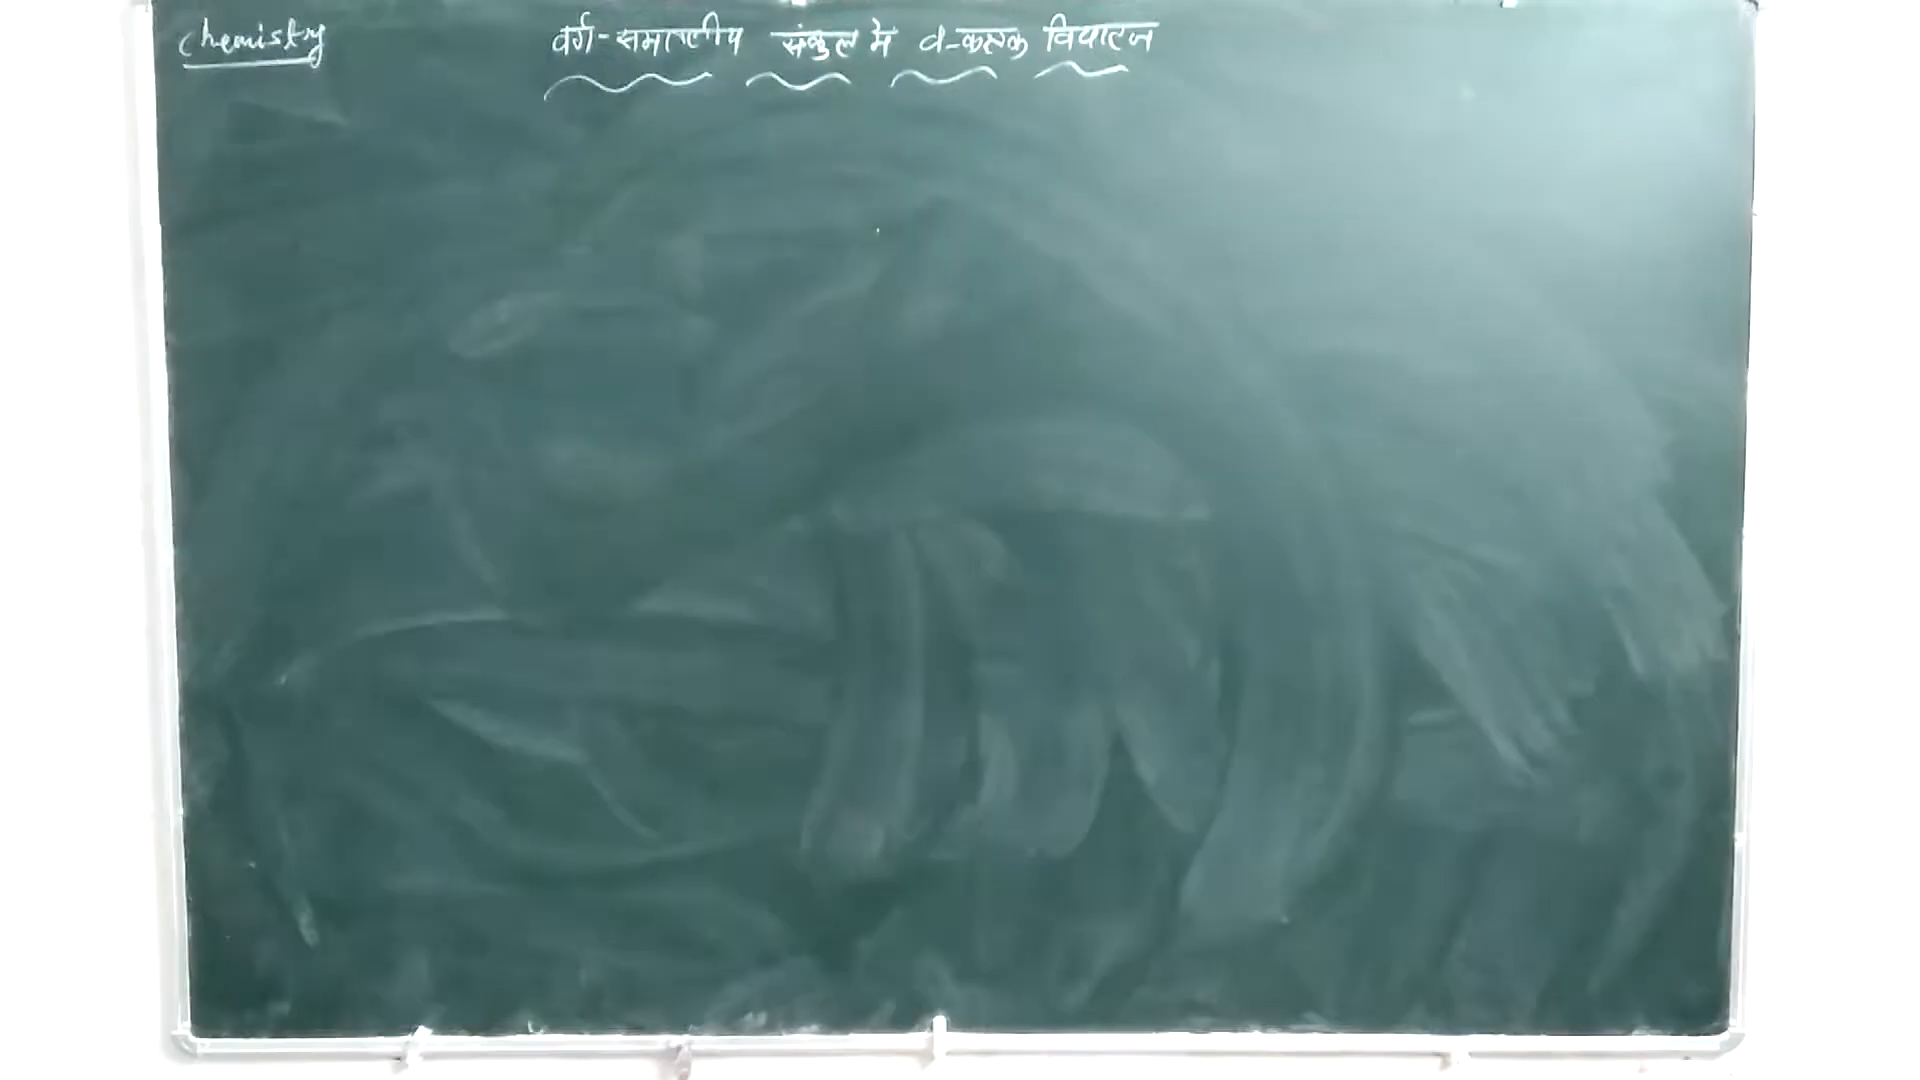 Chemistry
वर्ग-समतलीय संकुल में d-कक्षक विपाटन